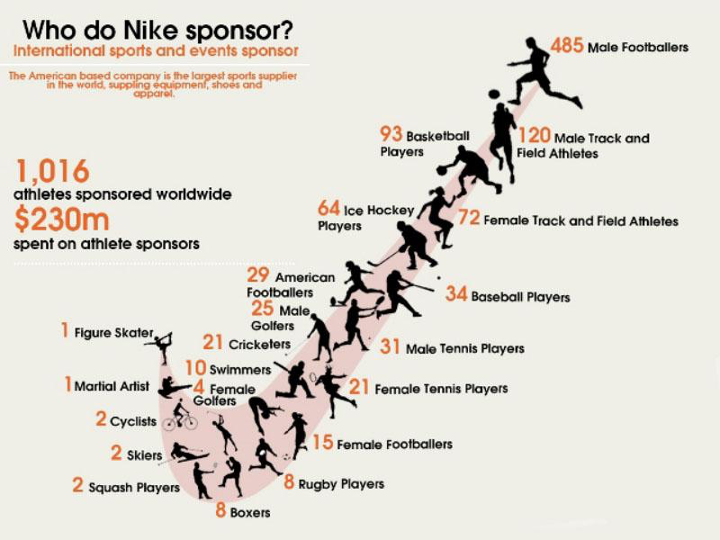 Who do Nike sponsor?
International sports and events sponsor
The American based company is the largest sports supplier
in the world, suppling equipment, shoes and
apparel.
1,016
athletes sponsored worldwide
$230m
spent on athlete sponsors
485 Male Footballers
93 Basketball
Players
120 Male Track and
Field Athletes
64 Ice Hockey
Players
72 Female Track and Field Athletes
29 American
Footballers
34 Baseball Players
25 Male
Golfers
1 Figure Skater
21 Cricketers
31 Male Tennis Players
10 Swimmers
1 Martial Artist
4 Female
Golfers
21 Female Tennis Players
2 Cyclists
15 Female Footballers
2 Skiers
2 Squash Players
8 Rugby Players
8 Boxers